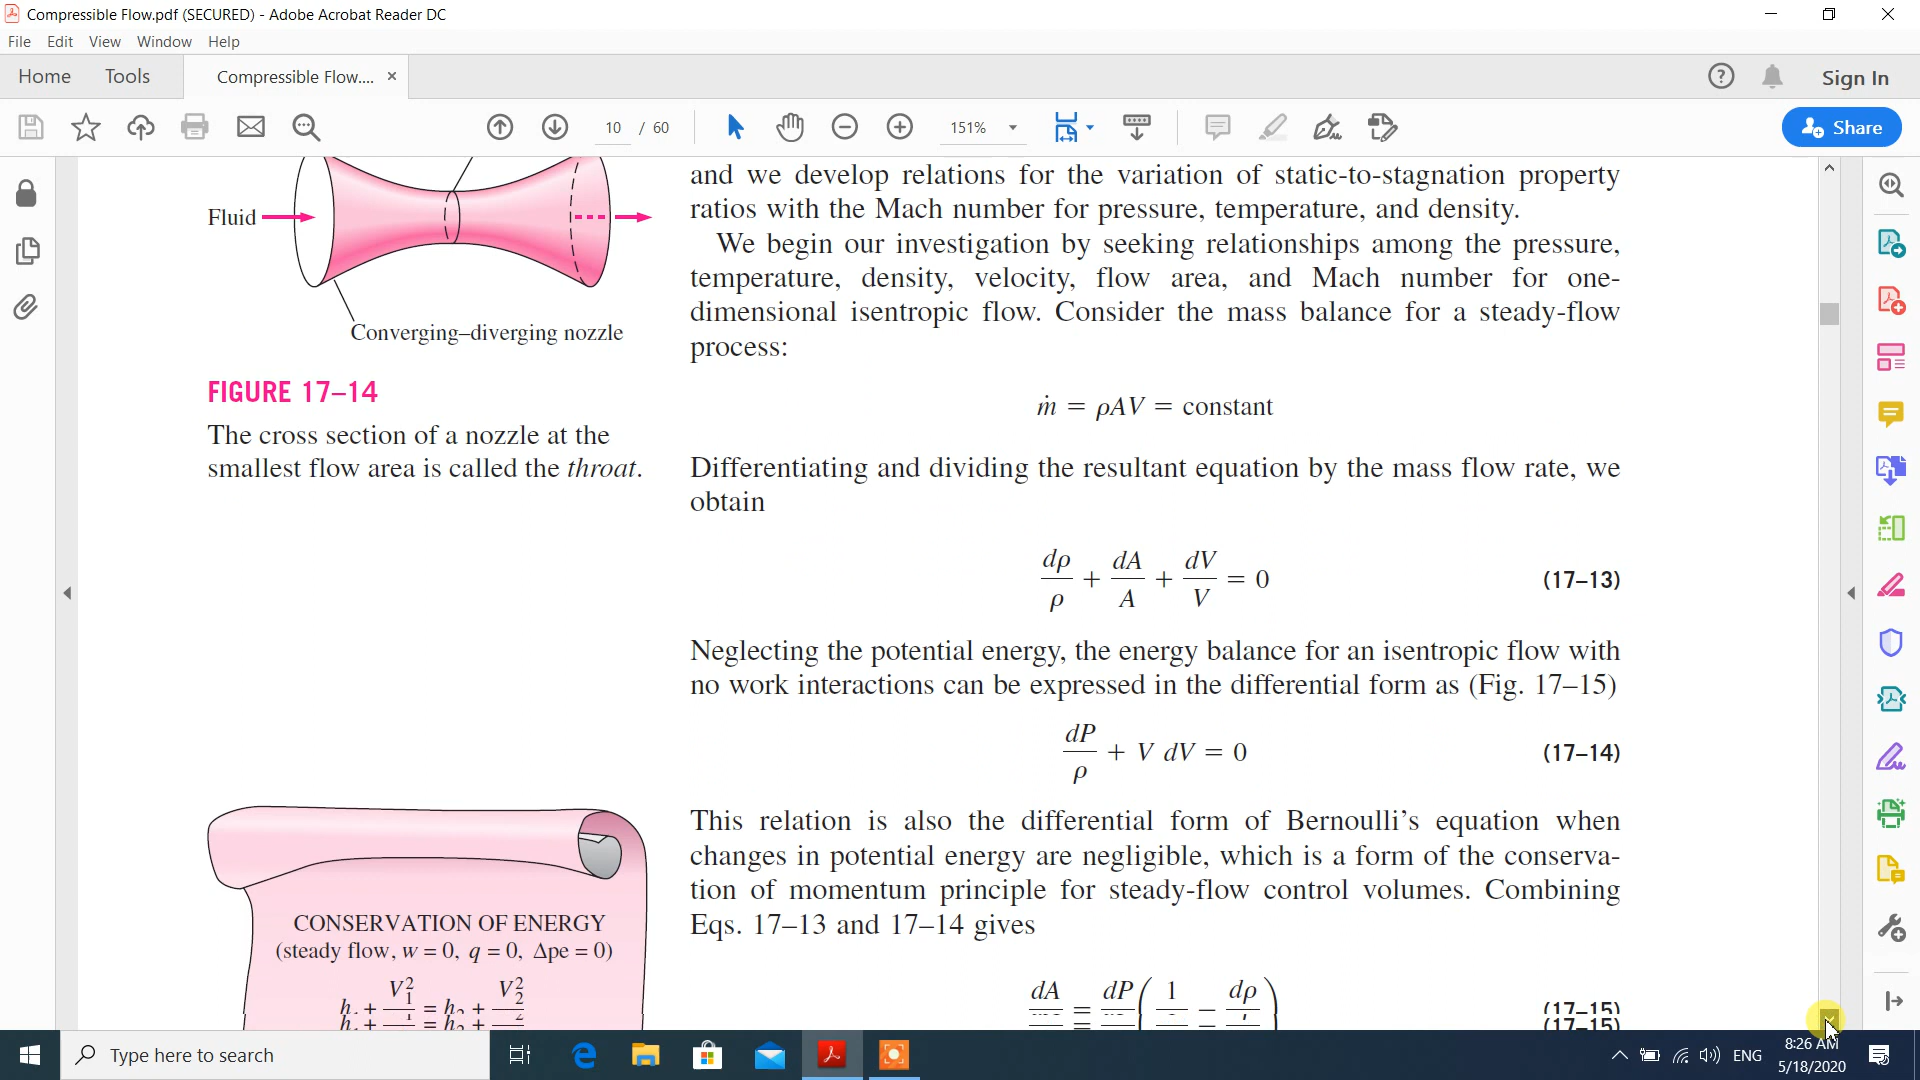 Compressible Flow.pdf (SECURED) - Adobe Acrobat Reader DC
File Edit View Window Help
Home Tools Compressible Flow.... × Sign In
10 / 60 151% Share
Fluid
Converging–diverging nozzle
FIGURE 17–14
The cross section of a nozzle at the
smallest flow area is called the throat.
CONSERVATION OF ENERGY
(steady flow, w = 0, q = 0, Δpe = 0)
and we develop relations for the variation of static-to-stagnation property
ratios with the Mach number for pressure, temperature, and density.
We begin our investigation by seeking relationships among the pressure,
temperature, density, velocity, flow area, and Mach number for one-
dimensional isentropic flow. Consider the mass balance for a steady-flow
process:
ṁ = ρAV = constant
Differentiating and dividing the resultant equation by the mass flow rate, we
obtain
dρ/ρ + dA/A + dV/V = 0 (17–13)
Neglecting the potential energy, the energy balance for an isentropic flow with
no work interactions can be expressed in the differential form as (Fig. 17–15)
dP/ρ + V dV = 0 (17–14)
This relation is also the differential form of Bernoulli’s equation when
changes in potential energy are negligible, which is a form of the conserva-
tion of momentum principle for steady-flow control volumes. Combining
Eqs. 17–13 and 17–14 gives
(17–15)
Type here to search
ENG
8:26 AM
5/18/2020